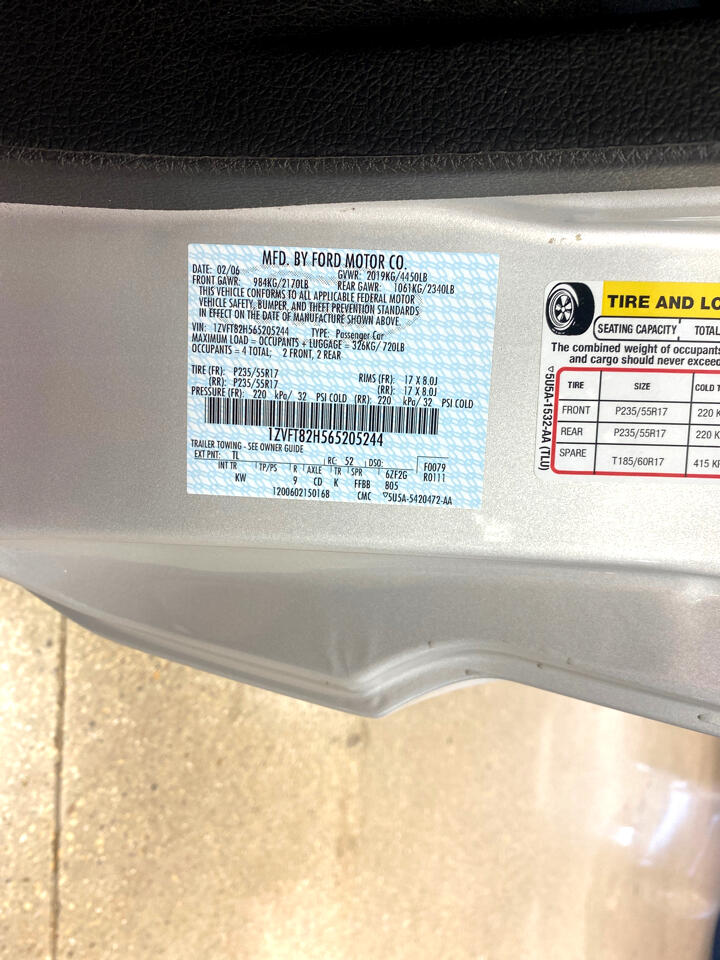 MFD. BY FORD MOTOR CO.
DATE: 02/06 GVWR: 2019KG/4450LB
FRONT GAWR: 984KG/2170LB REAR GAWR: 1061KG/2340LB
THIS VEHICLE CONFORMS TO ALL APPLICABLE FEDERAL MOTOR
VEHICLE SAFETY, BUMPER, AND THEFT PREVENTION STANDARDS
IN EFFECT ON THE DATE OF MANUFACTURE SHOWN ABOVE.
VIN: 1ZVFT82H565205244 TYPE: Passenger Car
MAXIMUM LOAD = OCCUPANTS + LUGGAGE = 326KG/720LB
OCCUPANTS = 4 TOTAL; 2 FRONT, 2 REAR
TIRE (FR): P235/55R17 RIMS (FR): 17 X 8.0J
(RR): P235/55R17 (RR): 17 X 8.0J
PRESSURE (FR): 220 kPa/ 32 PSI COLD (RR): 220 kPa/ 32 PSI COLD
1ZVFT82H565205244
TRAILER TOWING - SEE OWNER GUIDE
EXT PNT: TL RC: 52 DSO: F0079
INT TR TP/PS R AXLE TR SPR 6ZF2G R0111
KW 9 CD K FFBB 805
1200602150168 CMC ▽5U5A-5420472-AA
TIRE AND LO
SEATING CAPACITY TOTAL
The combined weight of occupants
and cargo should never exceed
TIRE SIZE COLD T
FRONT P235/55R17 220 K
REAR P235/55R17 220 K
SPARE T185/60R17 415 KP
▽5U5A-1532-AA (TLU)